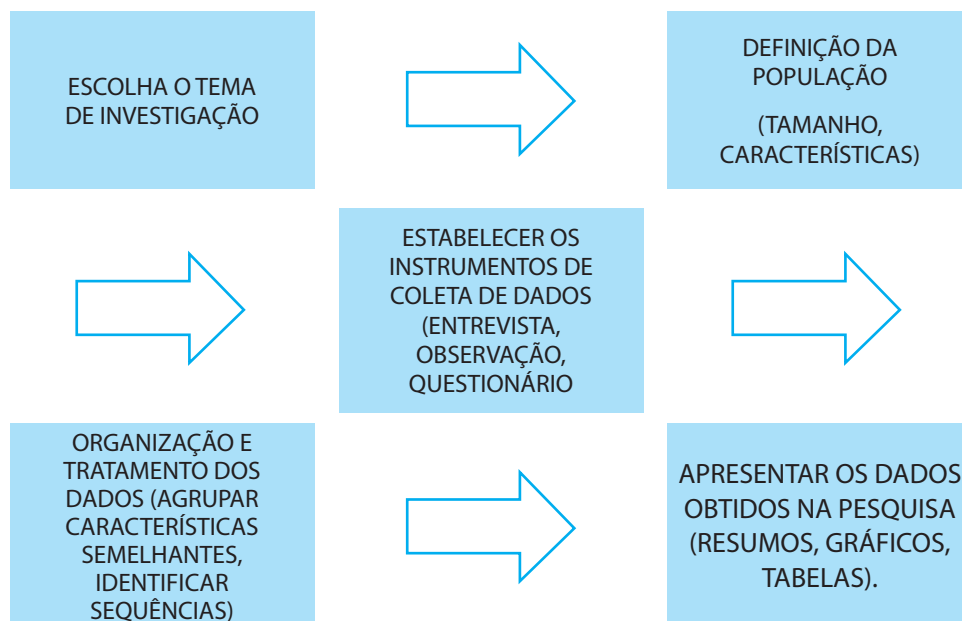 ESCOLHA O TEMA
DE INVESTIGAÇÃO
DEFINIÇÃO DA
POPULAÇÃO
(TAMANHO,
CARACTERÍSTICAS)
ESTABELECER OS
INSTRUMENTOS DE
COLETA DE DADOS
(ENTREVISTA,
OBSERVAÇÃO,
QUESTIONÁRIO
ORGANIZAÇÃO E
TRATAMENTO DOS
DADOS (AGRUPAR
CARACTERÍSTICAS
SEMELHANTES,
IDENTIFICAR
SEQUÊNCIAS)
APRESENTAR OS DADOS
OBTIDOS NA PESQUISA
(RESUMOS, GRÁFICOS,
TABELAS).